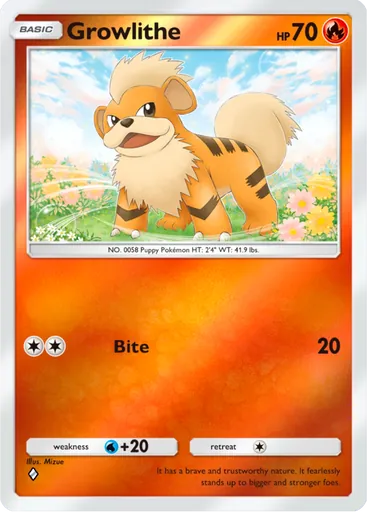 BASIC Growlithe HP 70
NO. 0058 Puppy Pokémon HT: 2'4" WT: 41.9 lbs.
Bite 20
weakness +20 retreat
Illus. Mizue
It has a brave and trustworthy nature. It fearlessly
stands up to bigger and stronger foes.